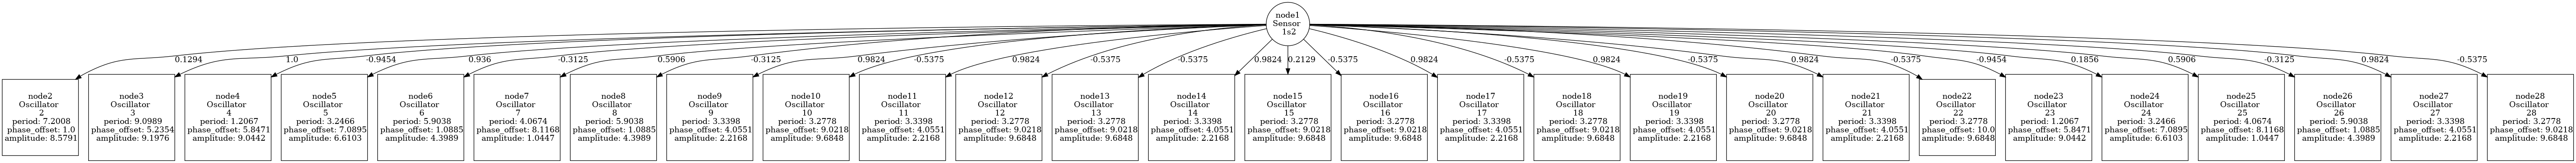 node1
Sensor
1s2
0.1294
1.0
-0.9454
0.936
-0.3125
0.5906
-0.3125
0.9824
-0.5375
0.9824
-0.5375
-0.5375
0.9824
0.2129
-0.5375
0.9824
-0.5375
0.9824
-0.5375
0.9824
-0.5375
-0.9454
0.1856
0.5906
-0.3125
0.9824
-0.5375
node2
Oscillator
2
period: 7.2008
phase_offset: 1.0
amplitude: 8.5791
node3
Oscillator
3
period: 9.0989
phase_offset: 5.2354
amplitude: 9.1976
node4
Oscillator
4
period: 1.2067
phase_offset: 5.8471
amplitude: 9.0442
node5
Oscillator
5
period: 3.2466
phase_offset: 7.0895
amplitude: 6.6103
node6
Oscillator
6
period: 5.9038
phase_offset: 1.0885
amplitude: 4.3989
node7
Oscillator
7
period: 4.0674
phase_offset: 8.1168
amplitude: 1.0447
node8
Oscillator
8
period: 5.9038
phase_offset: 1.0885
amplitude: 4.3989
node9
Oscillator
9
period: 3.3398
phase_offset: 4.0551
amplitude: 2.2168
node10
Oscillator
10
period: 3.2778
phase_offset: 9.0218
amplitude: 9.6848
node11
Oscillator
11
period: 3.3398
phase_offset: 4.0551
amplitude: 2.2168
node12
Oscillator
12
period: 3.2778
phase_offset: 9.0218
amplitude: 9.6848
node13
Oscillator
13
period: 3.2778
phase_offset: 9.0218
amplitude: 9.6848
node14
Oscillator
14
period: 3.3398
phase_offset: 4.0551
amplitude: 2.2168
node15
Oscillator
15
period: 3.2778
phase_offset: 9.0218
amplitude: 9.6848
node16
Oscillator
16
period: 3.2778
phase_offset: 9.0218
amplitude: 9.6848
node17
Oscillator
17
period: 3.3398
phase_offset: 4.0551
amplitude: 2.2168
node18
Oscillator
18
period: 3.2778
phase_offset: 9.0218
amplitude: 9.6848
node19
Oscillator
19
period: 3.3398
phase_offset: 4.0551
amplitude: 2.2168
node20
Oscillator
20
period: 3.2778
phase_offset: 9.0218
amplitude: 9.6848
node21
Oscillator
21
period: 3.3398
phase_offset: 4.0551
amplitude: 2.2168
node22
Oscillator
22
period: 3.2778
phase_offset: 10.0
amplitude: 9.6848
node23
Oscillator
23
period: 1.2067
phase_offset: 5.8471
amplitude: 9.0442
node24
Oscillator
24
period: 3.2466
phase_offset: 7.0895
amplitude: 6.6103
node25
Oscillator
25
period: 4.0674
phase_offset: 8.1168
amplitude: 1.0447
node26
Oscillator
26
period: 5.9038
phase_offset: 1.0885
amplitude: 4.3989
node27
Oscillator
27
period: 3.3398
phase_offset: 4.0551
amplitude: 2.2168
node28
Oscillator
28
period: 3.2778
phase_offset: 9.0218
amplitude: 9.6848